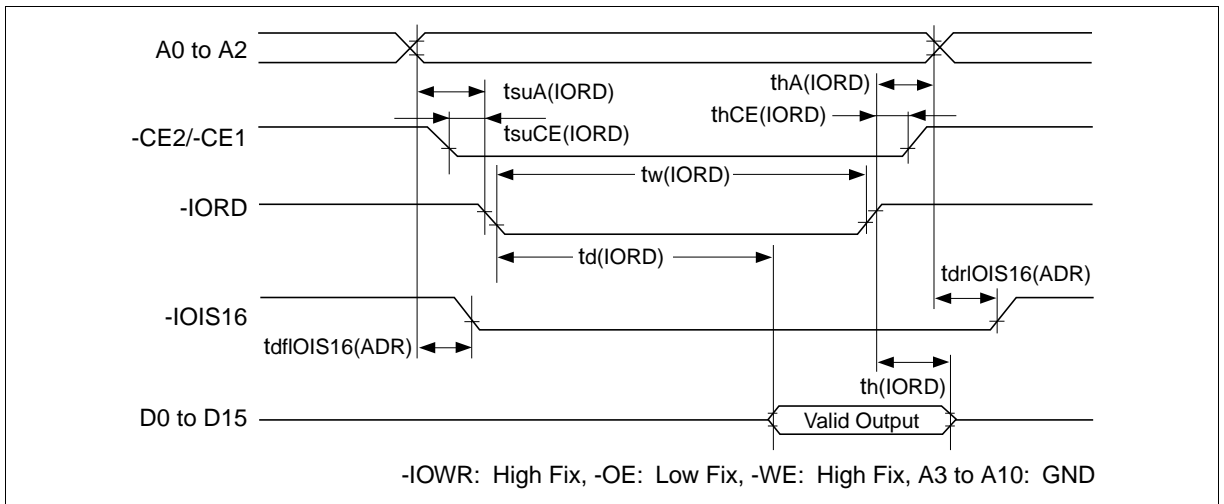 A0 to A2
tsuA(IORD)
thA(IORD)
-CE2/-CE1
tsuCE(IORD)
thCE(IORD)
tw(IORD)
-IORD
td(IORD)
tdrIOIS16(ADR)
-IOIS16
tdfIOIS16(ADR)
th(IORD)
D0 to D15
Valid Output
-IOWR: High Fix, -OE: Low Fix, -WE: High Fix, A3 to A10: GND